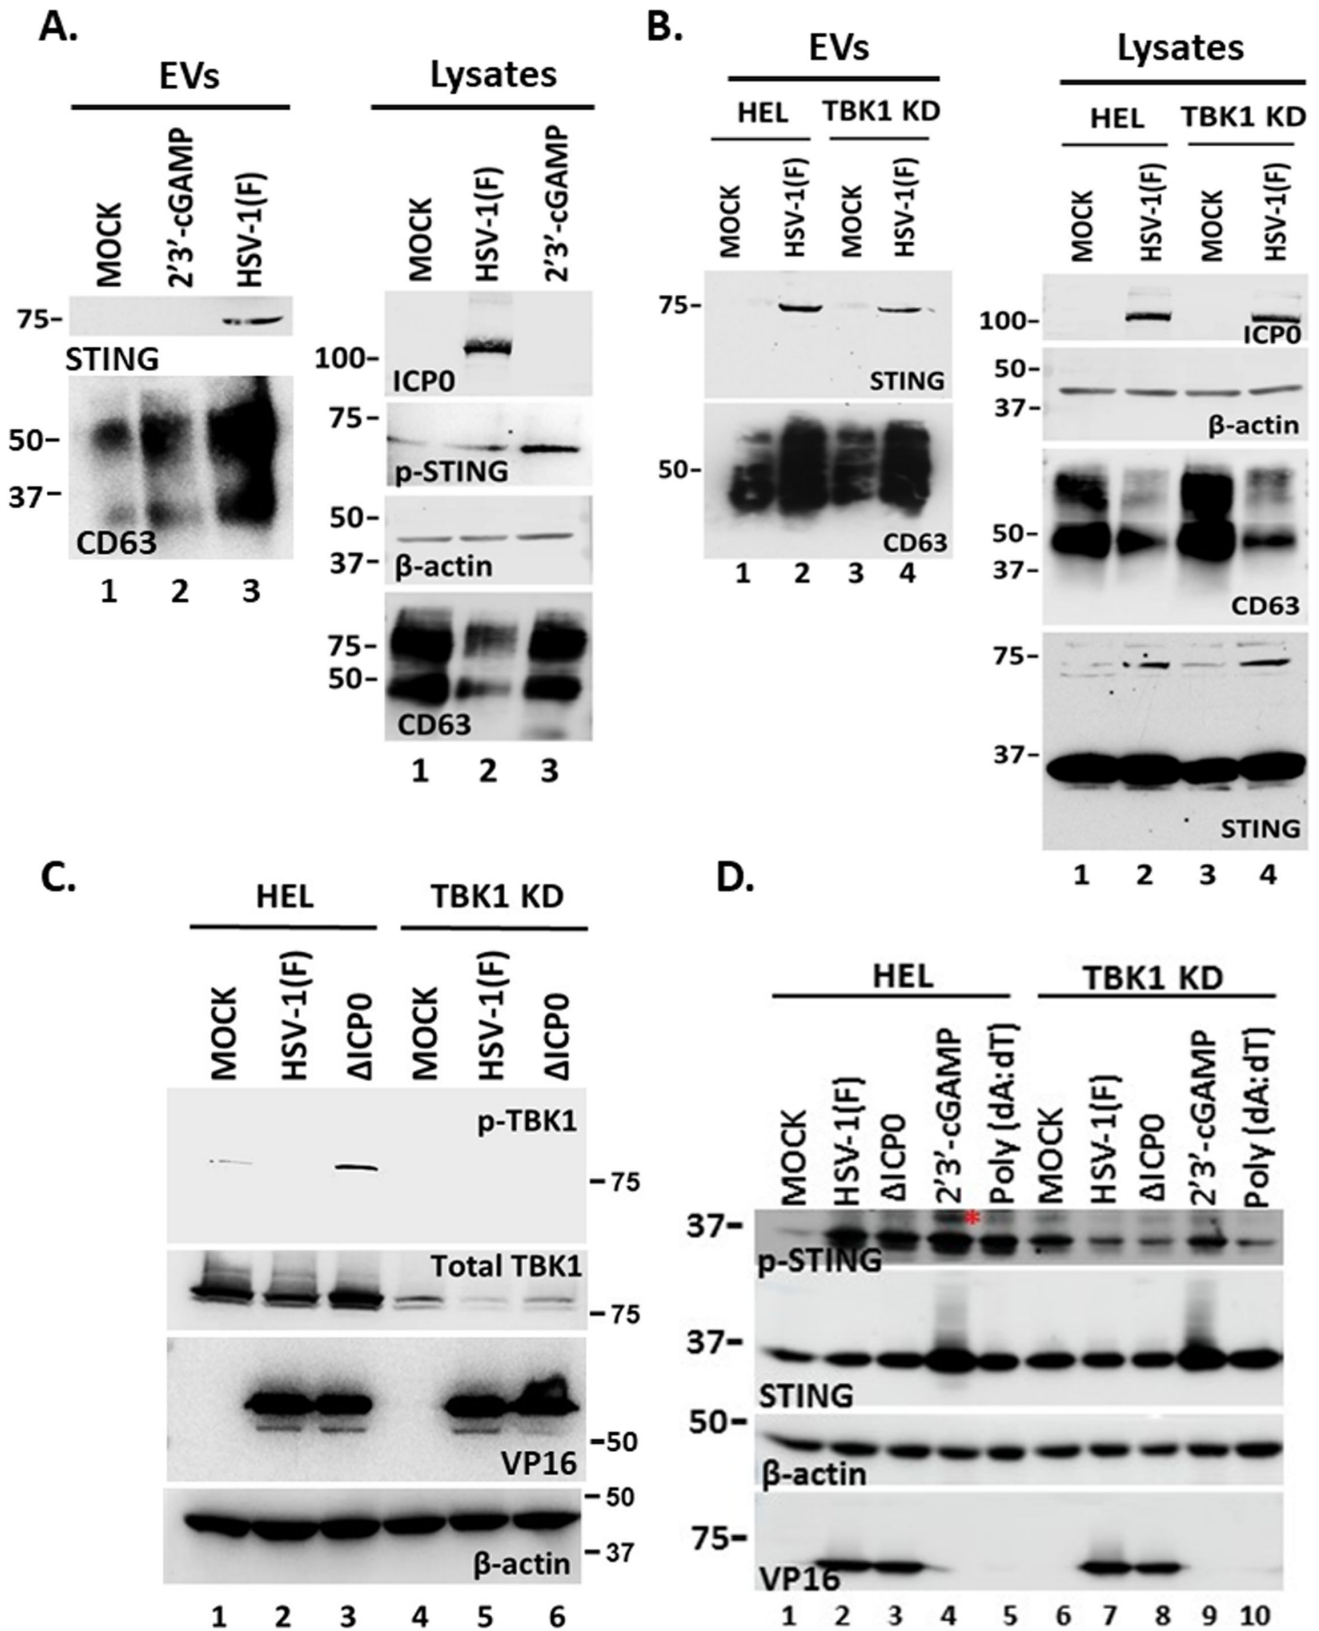 A.
EVs
MOCK
2'3'-cGAMP
HSV-1(F)
75-
STING
50-
37-
CD63
1 2 3
Lysates
MOCK
HSV-1(F)
2'3'-cGAMP
100-
ICP0
75-
p-STING
50-
37-
β-actin
75-
50-
CD63
1 2 3
B.
EVs
HEL TBK1 KD
MOCK
HSV-1(F)
MOCK
HSV-1(F)
75-
STING
50-
CD63
1 2 3 4
Lysates
HEL TBK1 KD
MOCK
HSV-1(F)
MOCK
HSV-1(F)
100-
ICP0
50-
37-
β-actin
50-
37-
CD63
75-
37-
STING
1 2 3 4
C.
HEL TBK1 KD
MOCK
HSV-1(F)
ΔICP0
MOCK
HSV-1(F)
ΔICP0
p-TBK1
-75
Total TBK1
-75
-50
VP16
-50
-37
β-actin
1 2 3 4 5 6
D.
HEL TBK1 KD
MOCK
HSV-1(F)
ΔICP0
2'3'-cGAMP
Poly (dA:dT)
MOCK
HSV-1(F)
ΔICP0
2'3'-cGAMP
Poly (dA:dT)
37-
*
p-STING
37-
STING
50-
β-actin
75-
VP16
1 2 3 4 5 6 7 8 9 10